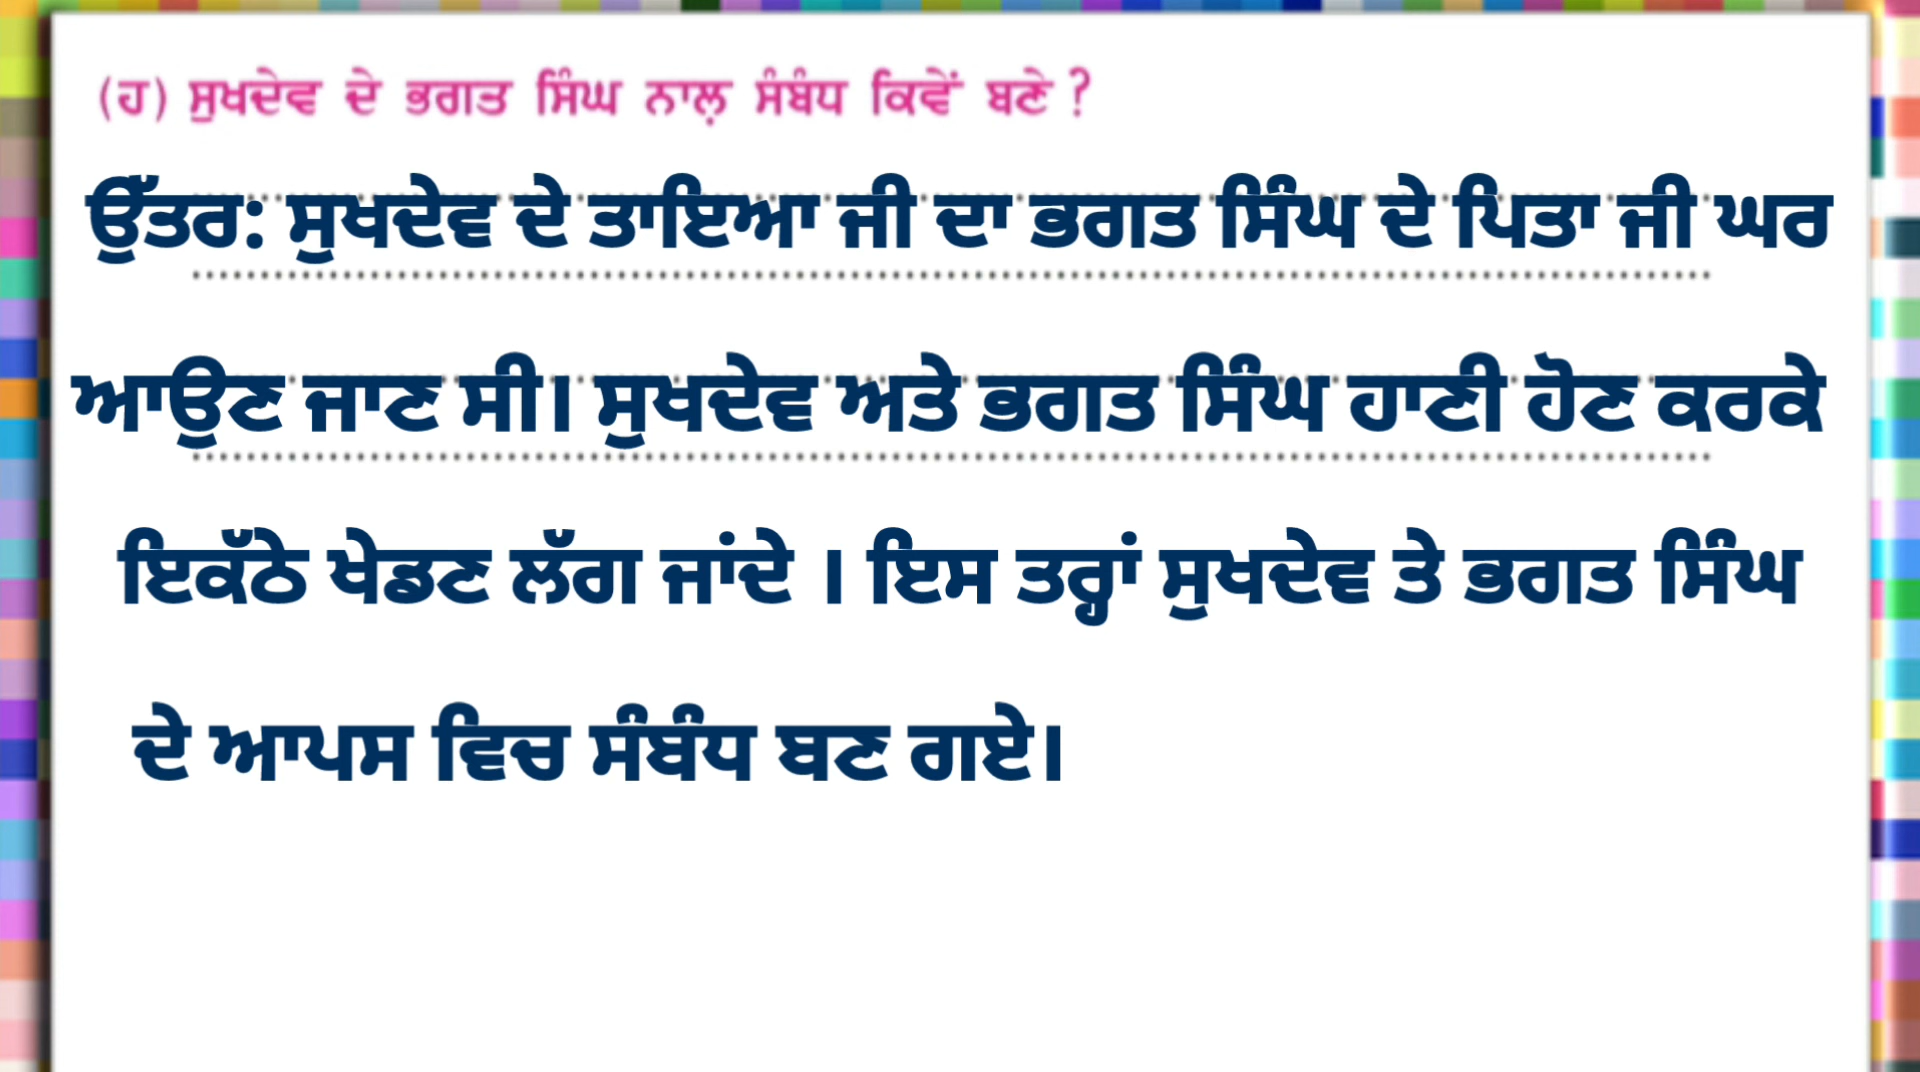 (ਹ) ਸੁਖਦੇਵ ਦੇ ਭਗਤ ਸਿੰਘ ਨਾਲ਼ ਸੰਬੰਧ ਕਿਵੇਂ ਬਣੇ ?
ਉੱਤਰ: ਸੁਖਦੇਵ ਦੇ ਤਾਇਆ ਜੀ ਦਾ ਭਗਤ ਸਿੰਘ ਦੇ ਪਿਤਾ ਜੀ ਘਰ
ਆਉਣ ਜਾਣ ਸੀ। ਸੁਖਦੇਵ ਅਤੇ ਭਗਤ ਸਿੰਘ ਹਾਣੀ ਹੋਣ ਕਰਕੇ
ਇਕੱਠੇ ਖੇਡਣ ਲੱਗ ਜਾਂਦੇ । ਇਸ ਤਰ੍ਹਾਂ ਸੁਖਦੇਵ ਤੇ ਭਗਤ ਸਿੰਘ
ਦੇ ਆਪਸ ਵਿਚ ਸੰਬੰਧ ਬਣ ਗਏ।